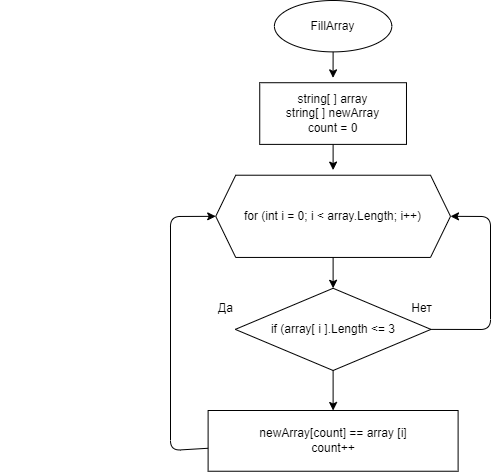 FillArray
string[ ] array
string[ ] newArray
count = 0
for (int i = 0; i < array.Length; i++)
Да
Нет
if (array[ i ].Length <= 3
newArray[count] == array [i]
count++